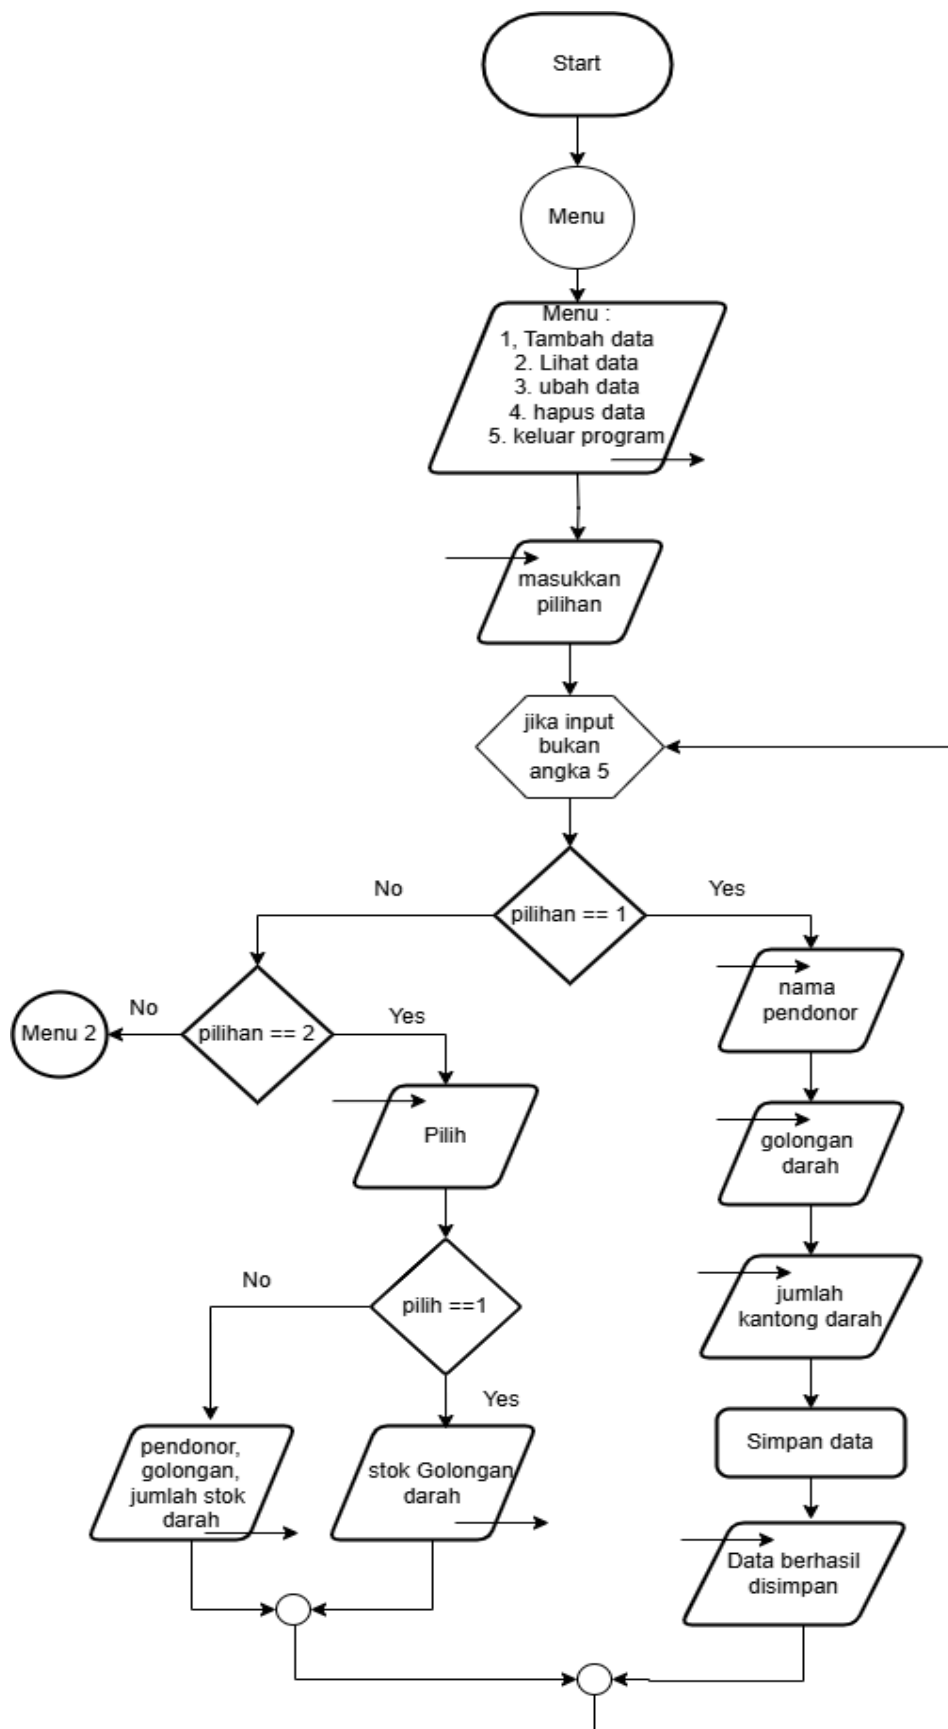 Start
Menu
Menu :
1, Tambah data
2. Lihat data
3. ubah data
4. hapus data
5. keluar program
masukkan
pilihan
jika input
bukan
angka 5
No
Yes
pilihan == 1
nama
pendonor
No
Menu 2
pilihan == 2
Yes
Pilih
golongan
darah
No
pilih ==1
jumlah
kantong darah
Yes
pendonor,
golongan,
jumlah stok
darah
stok Golongan
darah
Simpan data
Data berhasil
disimpan